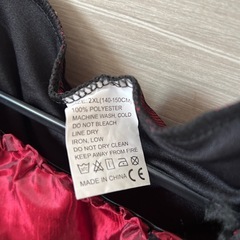 2XL(140-150CM)
100% POLYESTER
MACHINE WASH, COLD
DO NOT BLEACH
LINE DRY
IRON, LOW
DO NOT DRY CLEAN
KEEP AWAY FROM FIRE
MADE IN CHINA CE